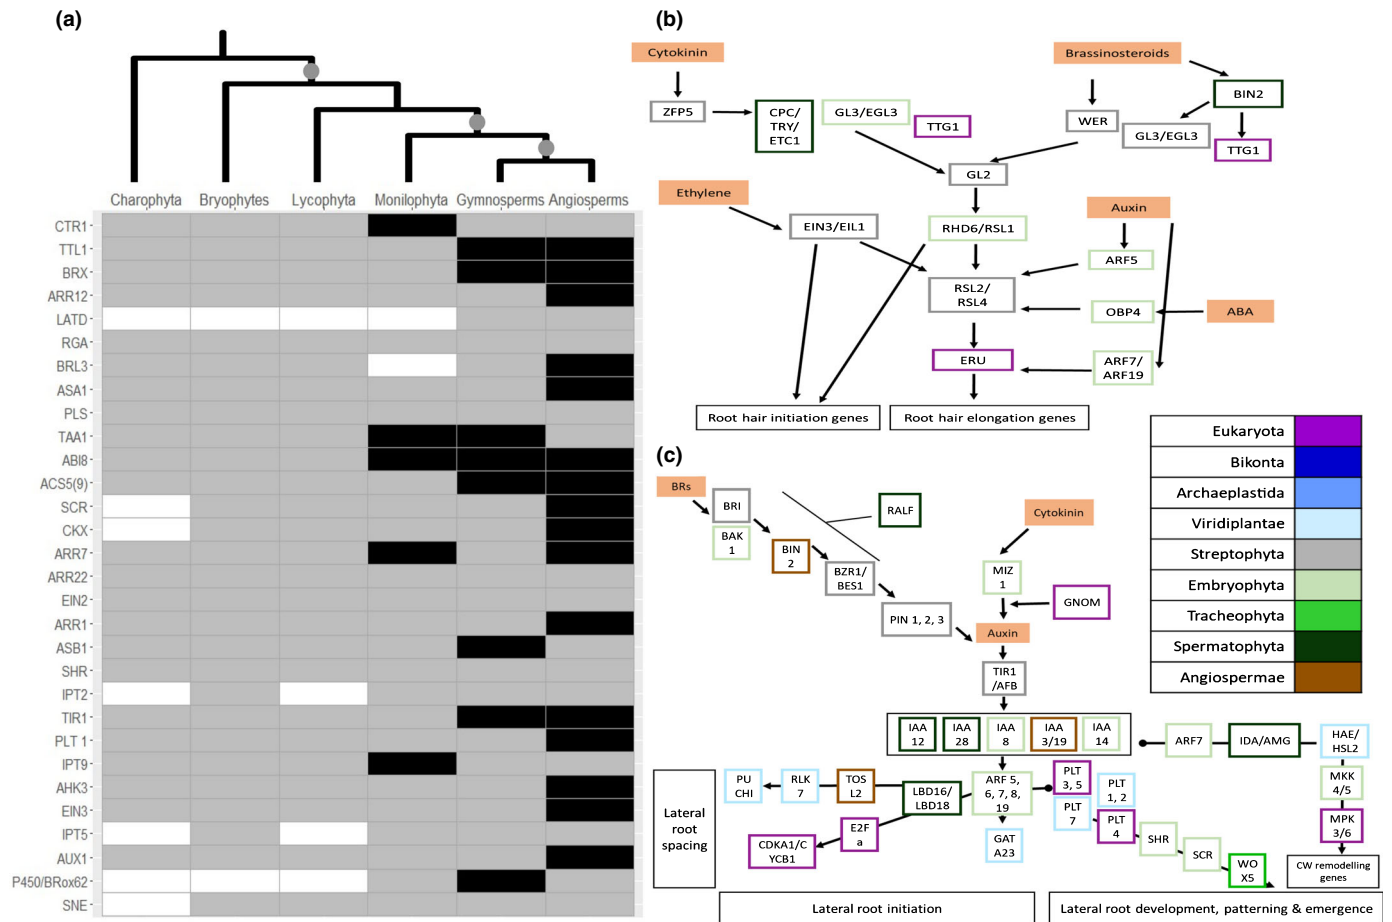 (a)
Charophyta Bryophytes Lycophyta Monilophyta Gymnosperms Angiosperms
CTR1
TTL1
BRX
ARR12
LATD
RGA
BRL3
ASA1
PLS
TAA1
ABI8
ACS5(9)
SCR
CKX
ARR7
ARR22
EIN2
ARR1
ASB1
SHR
IPT2
TIR1
PLT 1
IPT9
AHK3
EIN3
IPT5
AUX1
P450/BRox62
SNE
(b)
Cytokinin
Brassinosteroids
ZFP5
CPC/
TRY/
ETC1
GL3/EGL3
TTG1
BIN2
WER
GL3/EGL3
TTG1
GL2
Ethylene
Auxin
EIN3/EIL1
RHD6/RSL1
ARF5
RSL2/
RSL4
OBP4
ABA
ERU
ARF7/
ARF19
Root hair initiation genes
Root hair elongation genes
Eukaryota
Bikonta
Archaeplastida
Viridiplantae
Streptophyta
Embryophyta
Tracheophyta
Spermatophyta
Angiospermae
(c)
BRs
BRI
BAK
1
BIN
2
RALF
BZR1/
BES1
PIN 1, 2, 3
Cytokinin
MIZ
1
GNOM
Auxin
TIR1
/AFB
IAA
12
IAA
28
IAA
8
IAA
3/19
IAA
14
ARF7
IDA/AMG
HAE/
HSL2
MKK
4/5
MPK
3/6
CW remodelling
genes
Lateral
root
spacing
PU
CHI
RLK
7
TOS
L2
LBD16/
LBD18
ARF 5,
6, 7, 8,
19
PLT
3, 5
PLT
1, 2
PLT
7
PLT
4
SHR
SCR
WO
X5
E2F
a
CDKA1/C
YCB1
GAT
A23
Lateral root initiation
Lateral root development, patterning & emergence